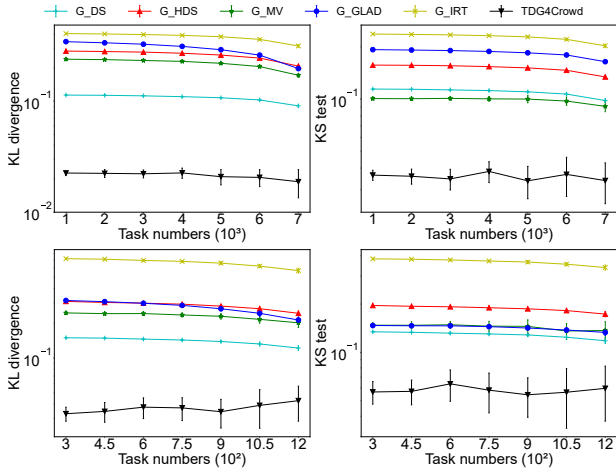 G_DS G_HDS G_MV G_GLAD G_IRT TDG4Crowd
KL divergence
10⁻¹
10⁻²
1 2 3 4 5 6 7
Task numbers (10³)
KS test
10⁻¹
1 2 3 4 5 6 7
Task numbers (10³)
KL divergence
10⁻¹
3 4.5 6 7.5 9 10.5 12
Task numbers (10²)
KS test
10⁻¹
3 4.5 6 7.5 9 10.5 12
Task numbers (10²)